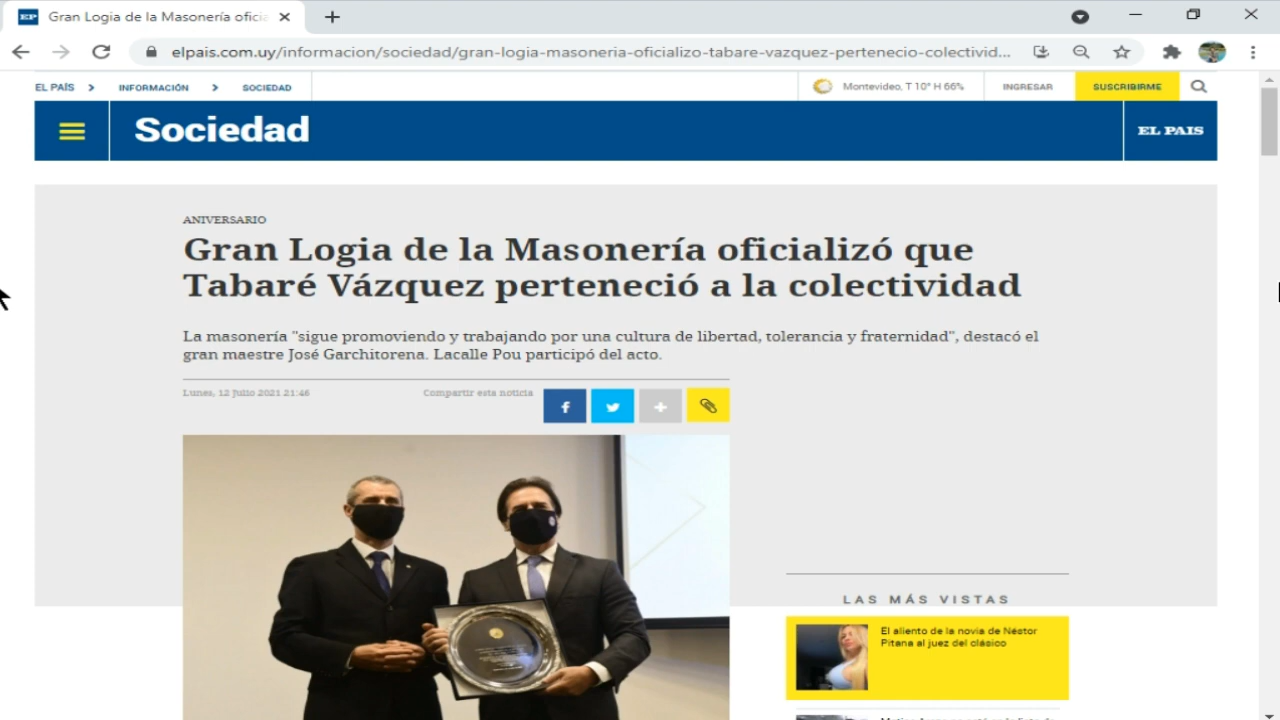 EP Gran Logia de la Masonería oficia
elpais.com.uy/informacion/sociedad/gran-logia-masoneria-oficializo-tabare-vazquez-pertenecio-colectivid...
EL PAÍS > INFORMACIÓN > SOCIEDAD
Montevideo, T 10° H 66%
INGRESAR
SUSCRIBIRME
Sociedad
EL PAIS
ANIVERSARIO
Gran Logia de la Masonería oficializó que
Tabaré Vázquez perteneció a la colectividad
La masonería "sigue promoviendo y trabajando por una cultura de libertad, tolerancia y fraternidad", destacó el
gran maestre José Garchitorena. Lacalle Pou participó del acto.
Lunes, 12 Julio 2021 21:46
Compartir esta noticia
LAS MÁS VISTAS
El aliento de la novia de Néstor
Pitana al juez del clásico